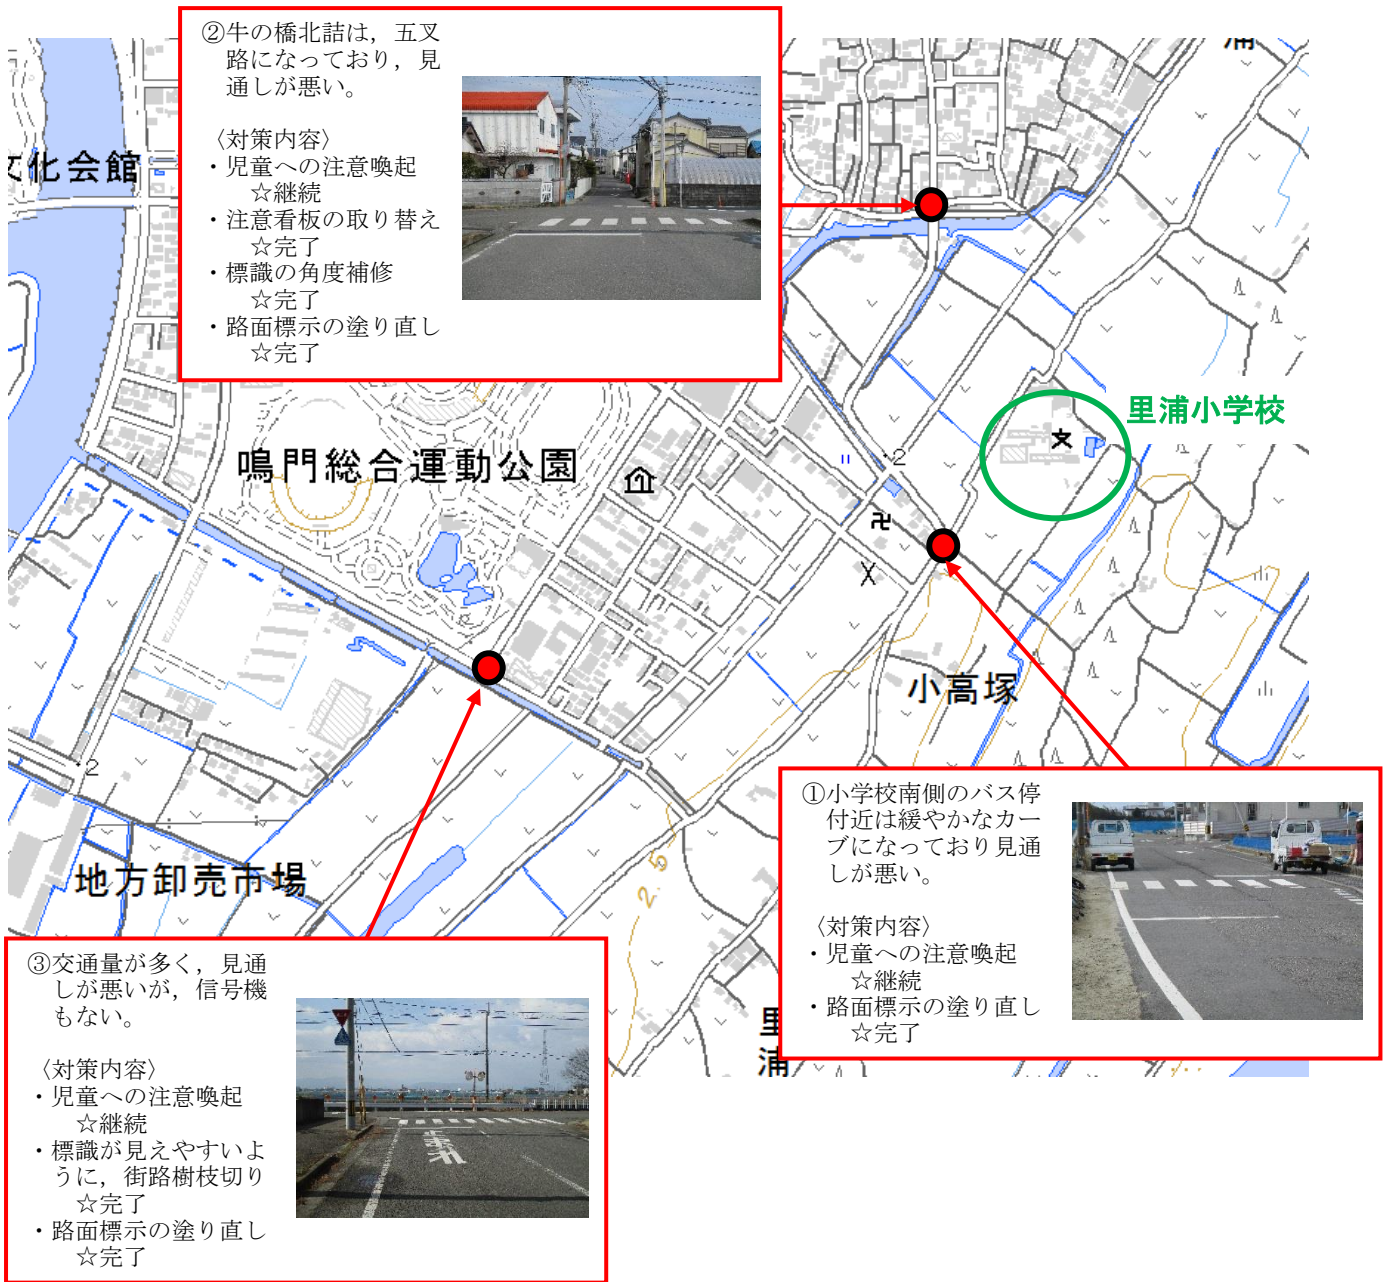 ②牛の橋北詰は，五叉
路になっており，見
通しが悪い。
〈対策内容〉
・児童への注意喚起
☆継続
・注意看板の取り替え
☆完了
・標識の角度補修
☆完了
・路面標示の塗り直し
☆完了
浦
文化会館
里浦小学校
文
鳴門総合運動公園
2
卍
小高塚
2
地方卸売市場
2.5
里
浦
①小学校南側のバス停
付近は緩やかなカー
ブになっており見通
しが悪い。
〈対策内容〉
・児童への注意喚起
☆継続
・路面標示の塗り直し
☆完了
③交通量が多く，見通
しが悪いが，信号機
もない。
〈対策内容〉
・児童への注意喚起
☆継続
・標識が見えやすいよ
うに，街路樹枝切り
☆完了
・路面標示の塗り直し
☆完了